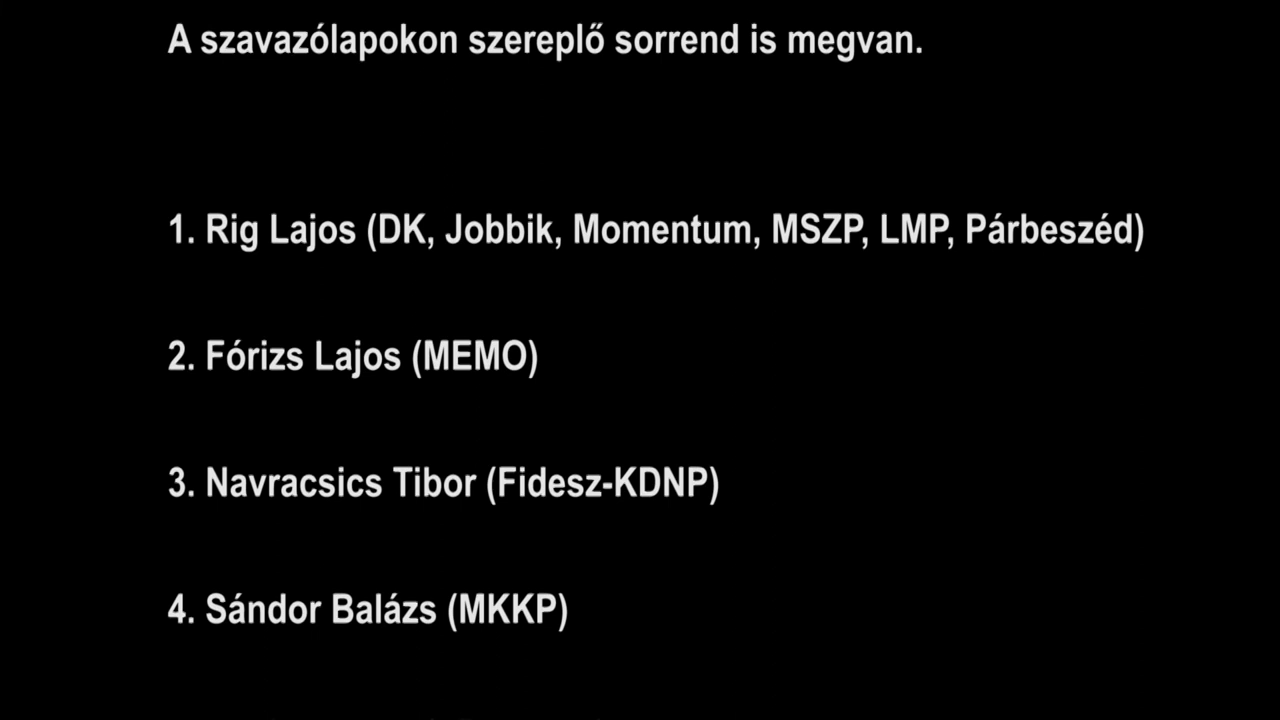 A szavazólapokon szereplő sorrend is megvan.
1. Rig Lajos (DK, Jobbik, Momentum, MSZP, LMP, Párbeszéd)
2. Fórizs Lajos (MEMO)
3. Navracsics Tibor (Fidesz-KDNP)
4. Sándor Balázs (MKKP)